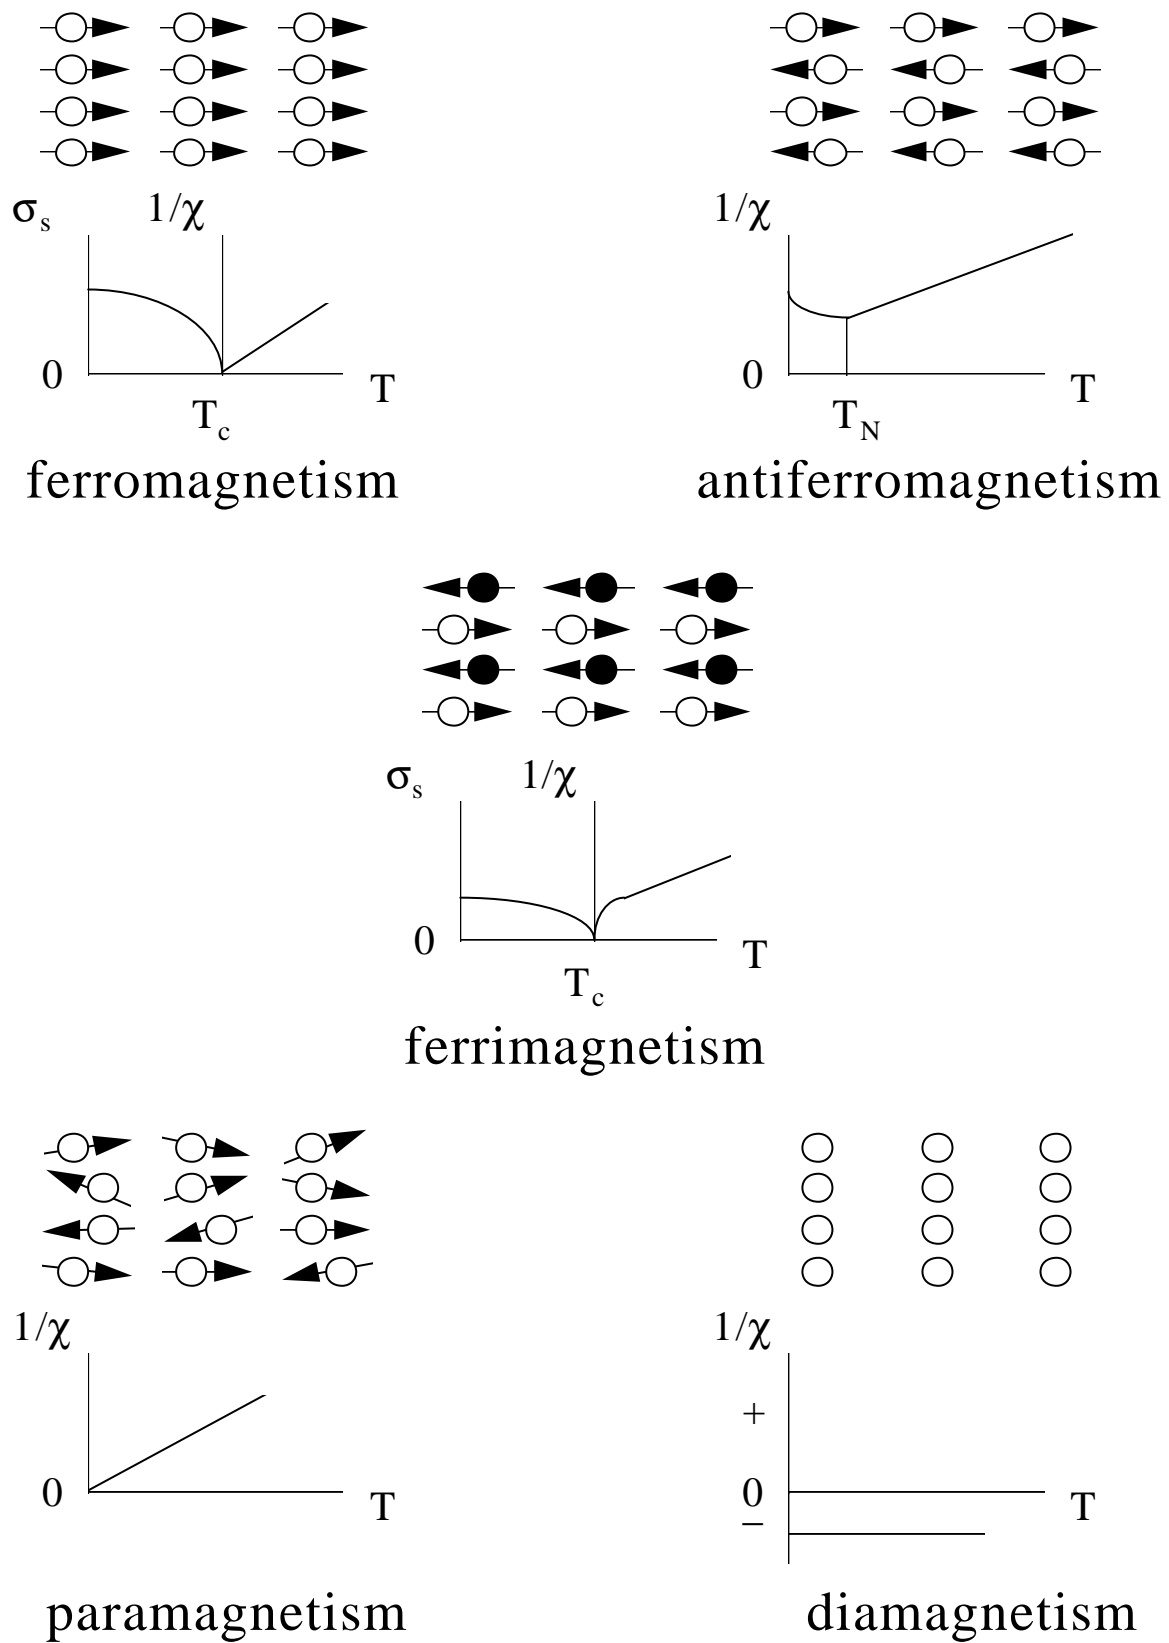 σs 1/χ
0 T
Tc
ferromagnetism
1/χ
0 T
TN
antiferromagnetism
σs 1/χ
0 T
Tc
ferrimagnetism
1/χ
0 T
paramagnetism
1/χ
+
0 T
−
diamagnetism